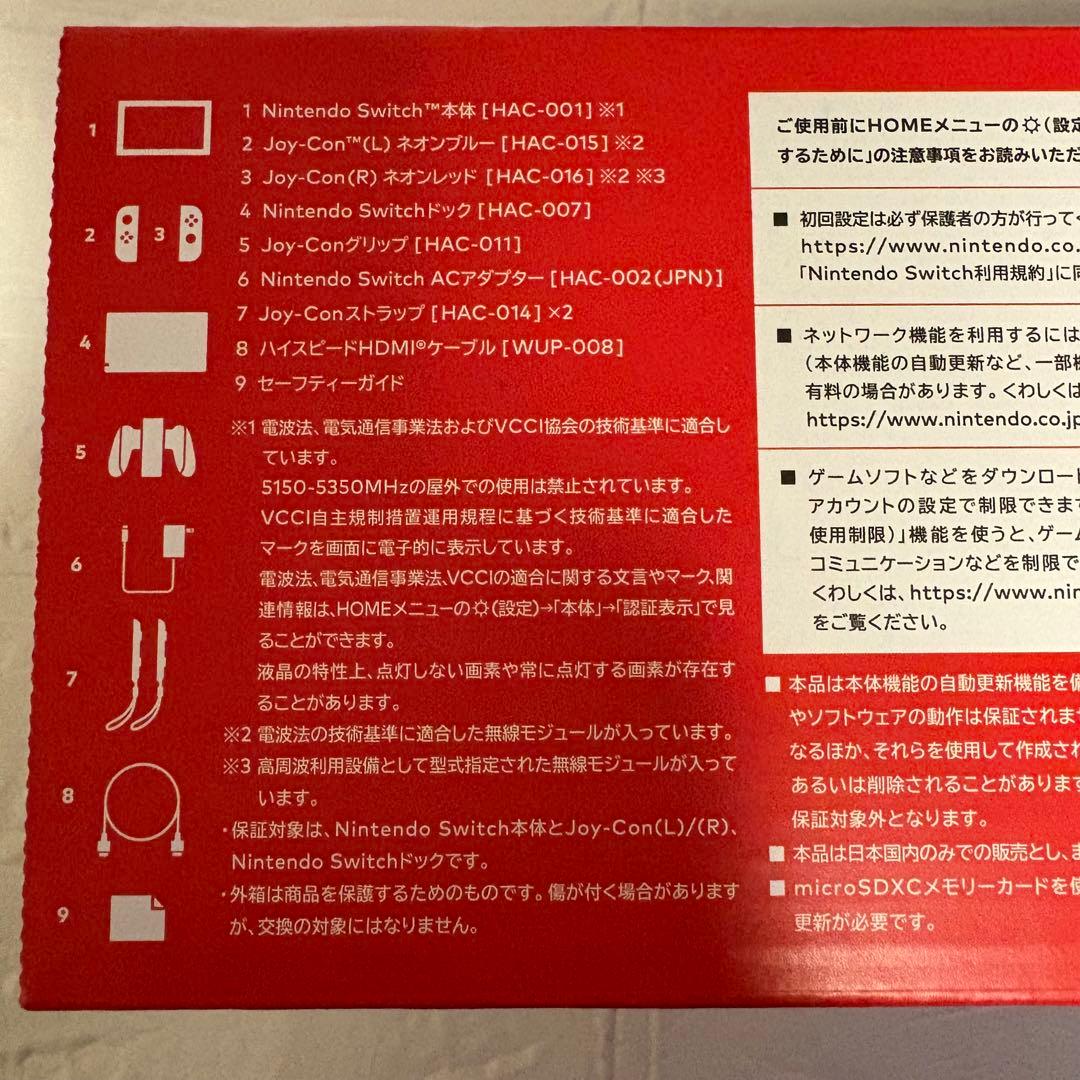 1 Nintendo Switch™本体 [HAC-001] ※1
2 Joy-Con™(L) ネオンブルー [HAC-015] ※2
3 Joy-Con(R) ネオンレッド [HAC-016] ※2 ※3
4 Nintendo Switchドック [HAC-007]
5 Joy-Conグリップ [HAC-011]
6 Nintendo Switch ACアダプター [HAC-002(JPN)]
7 Joy-Conストラップ [HAC-014] ×2
8 ハイスピードHDMI®ケーブル [WUP-008]
9 セーフティーガイド
1
2 3
4
5
6
7
8
9
※1 電波法、電気通信事業法およびVCCI協会の技術基準に適合し
ています。
5150-5350MHzの屋外での使用は禁止されています。
VCCI自主規制措置運用規程に基づく技術基準に適合した
マークを画面に電子的に表示しています。
電波法、電気通信事業法、VCCIの適合に関する文言やマーク、関
連情報は、HOMEメニューの(設定)→「本体」→「認証表示」で見
ることができます。
液晶の特性上、点灯しない画素や常に点灯する画素が存在す
ることがあります。
※2 電波法の技術基準に適合した無線モジュールが入っています。
※3 高周波利用設備として型式指定された無線モジュールが入って
います。
・保証対象は、Nintendo Switch本体とJoy-Con(L)/(R)、
Nintendo Switchドックです。
・外箱は商品を保護するためのものです。傷が付く場合があります
が、交換の対象にはなりません。
ご使用前にHOMEメニューの(設定
するために」の注意事項をお読みいただ
■ 初回設定は必ず保護者の方が行って
https://www.nintendo.co.
「Nintendo Switch利用規約」に同
■ ネットワーク機能を利用するには
(本体機能の自動更新など、一部機
有料の場合があります。くわしくは
https://www.nintendo.co.jp
■ ゲームソフトなどをダウンロード
アカウントの設定で制限できます
使用制限)」機能を使うと、ゲーム
コミュニケーションなどを制限で
くわしくは、https://www.nin
をご覧ください。
■ 本品は本体機能の自動更新機能を備
やソフトウェアの動作は保証されませ
なるほか、それらを使用して作成され
あるいは削除されることがあります
保証対象外となります。
■ 本品は日本国内のみでの販売とし、ま
■ microSDXCメモリーカードを使
更新が必要です。